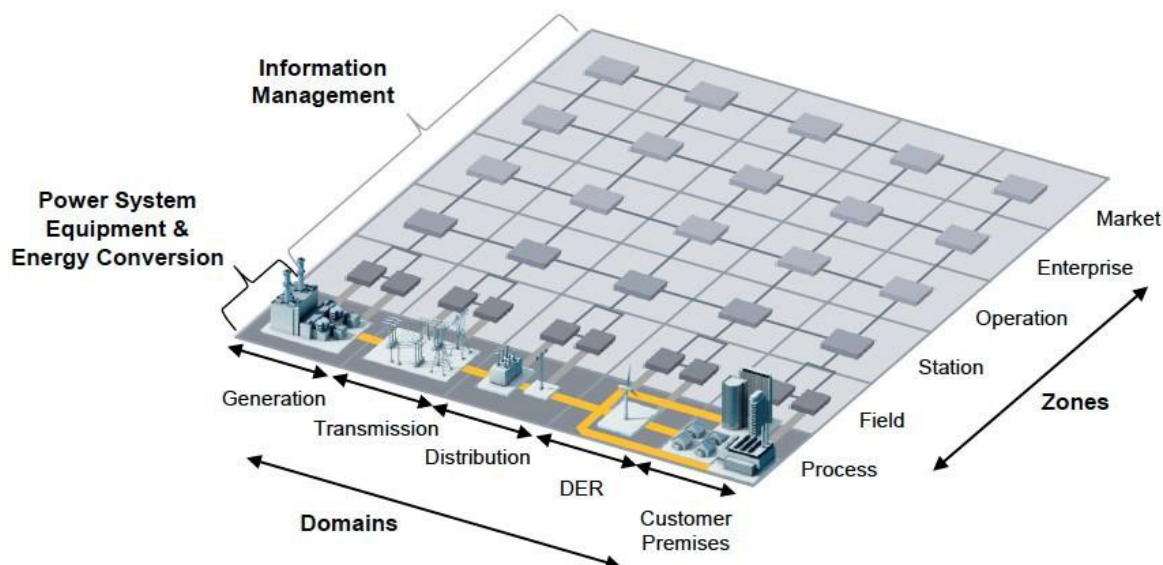 Information
Management
Power System
Equipment &
Energy Conversion
Market
Enterprise
Operation
Station
Field
Process
Zones
Generation
Transmission
Distribution
DER
Customer
Premises
Domains